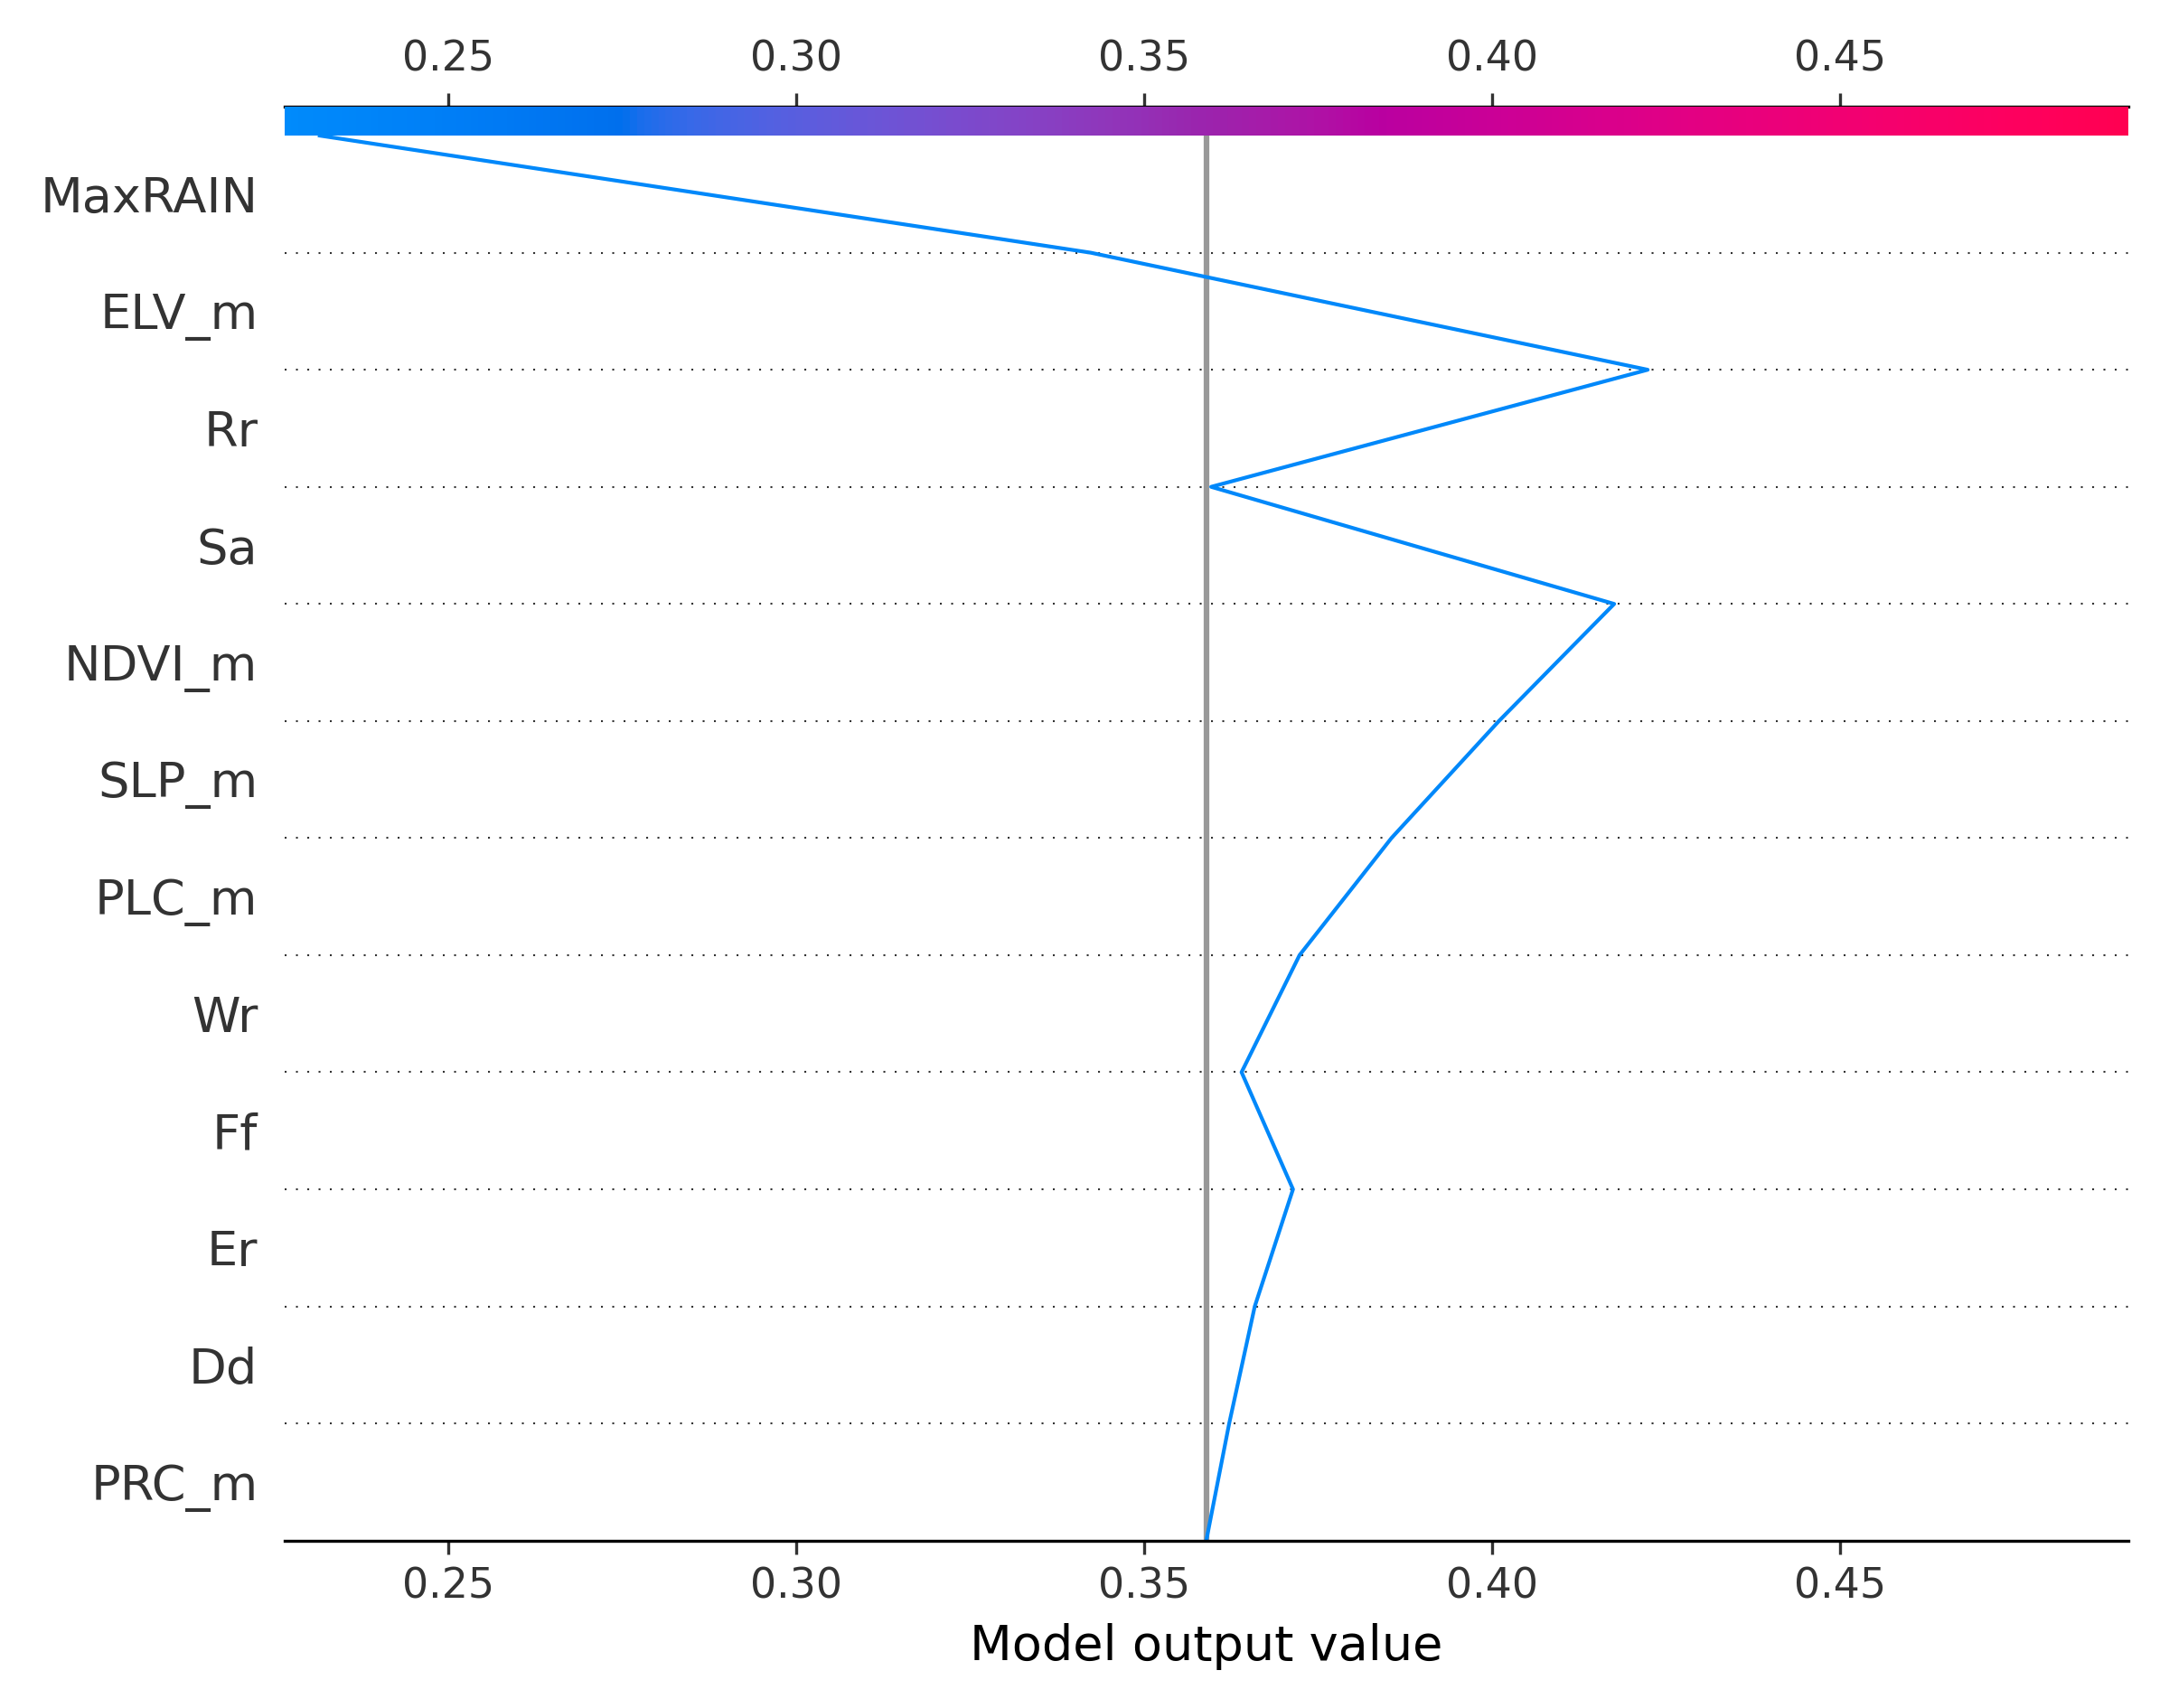 0.25 0.30 0.35 0.40 0.45
MaxRAIN
ELV_m
Rr
Sa
NDVI_m
SLP_m
PLC_m
Wr
Ff
Er
Dd
PRC_m
0.25 0.30 0.35 0.40 0.45
Model output value